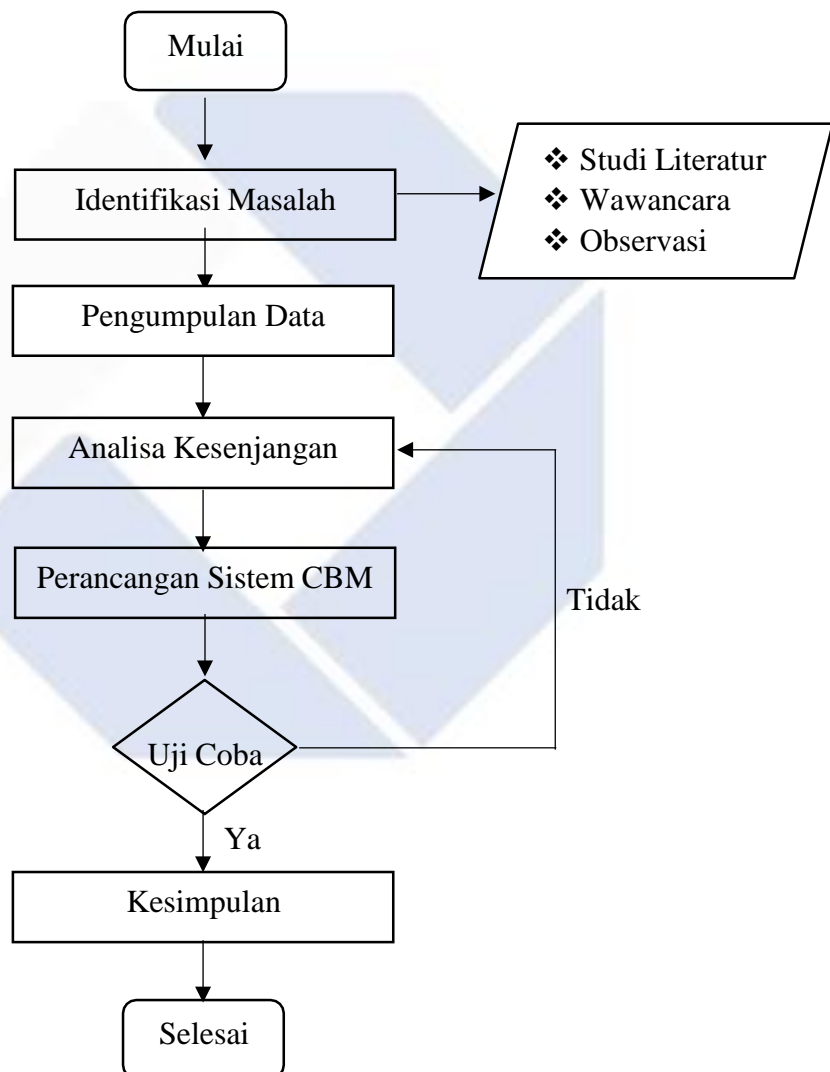 Mulai
Identifikasi Masalah
❖ Studi Literatur
❖ Wawancara
❖ Observasi
Pengumpulan Data
Analisa Kesenjangan
Perancangan Sistem CBM
Tidak
Uji Coba
Ya
Kesimpulan
Selesai